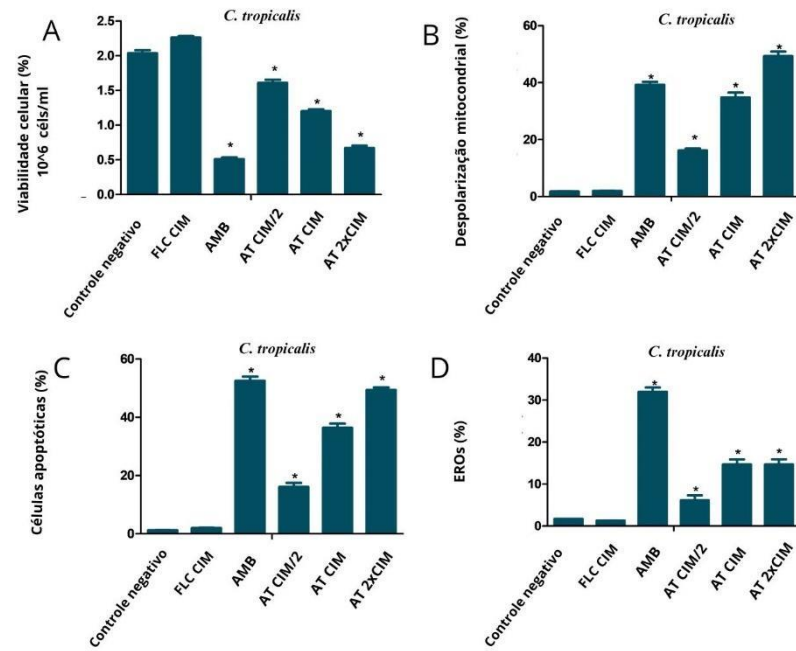 A
C. tropicalis
Viabilidade celular (%)
10^6 céls/ml
2.5
2.0
1.5
1.0
0.5
0.0
*
*
*
*
Controle negativo
FLC CIM
AMB
AT CIM/2
AT CIM
AT 2xCIM
B
C. tropicalis
Despolarização mitocondrial (%)
60
40
20
0
*
*
*
*
Controle negativo
FLC CIM
AMB
AT CIM/2
AT CIM
AT 2xCIM
C
C. tropicalis
Células apoptóticas (%)
60
40
20
0
*
*
*
*
Controle negativo
FLC CIM
AMB
AT CIM/2
AT CIM
AT 2xCIM
D
C. tropicalis
EROs (%)
40
30
20
10
0
*
*
*
*
Controle negativo
FLC CIM
AMB
AT CIM/2
AT CIM
AT 2xCIM